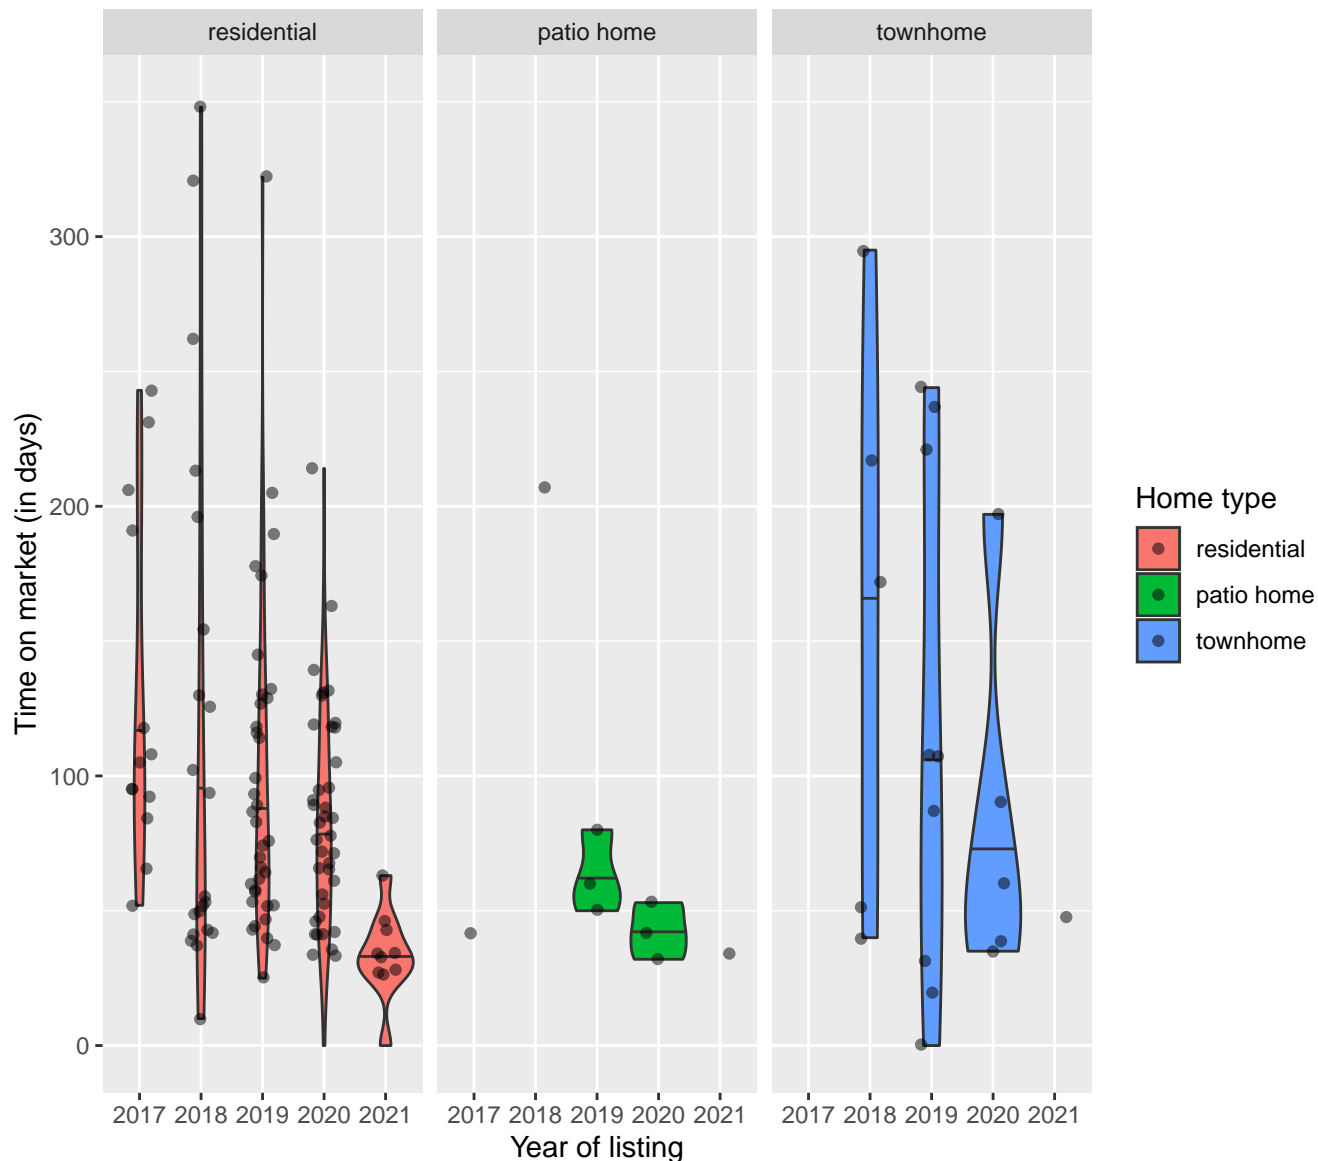 residential patio home townhome
300
200
100
0
Time on market (in days)
2017 2018 2019 2020 2021 2017 2018 2019 2020 2021 2017 2018 2019 2020 2021
Year of listing
Home type
residential
patio home
townhome